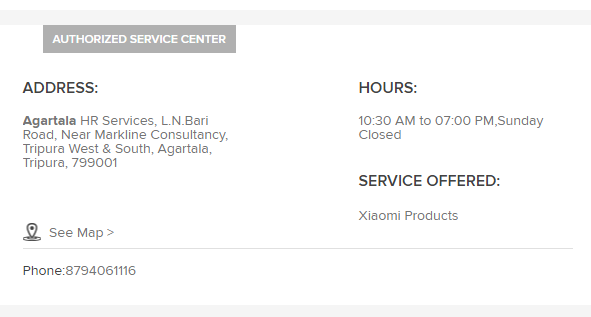 AUTHORIZED SERVICE CENTER
ADDRESS:
Agartala HR Services, L.N.Bari
Road, Near Markline Consultancy,
Tripura West & South, Agartala,
Tripura, 799001
See Map >
HOURS:
10:30 AM to 07:00 PM,Sunday
Closed
SERVICE OFFERED:
Xiaomi Products
Phone:8794061116